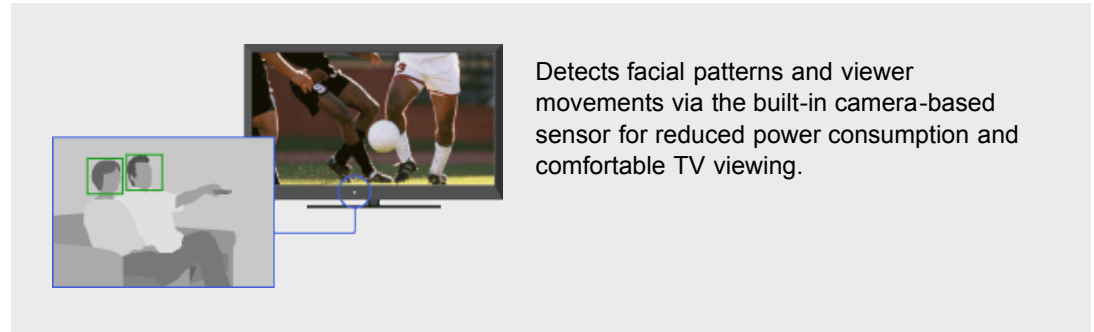 Detects facial patterns and viewer
movements via the built-in camera-based
sensor for reduced power consumption and
comfortable TV viewing.